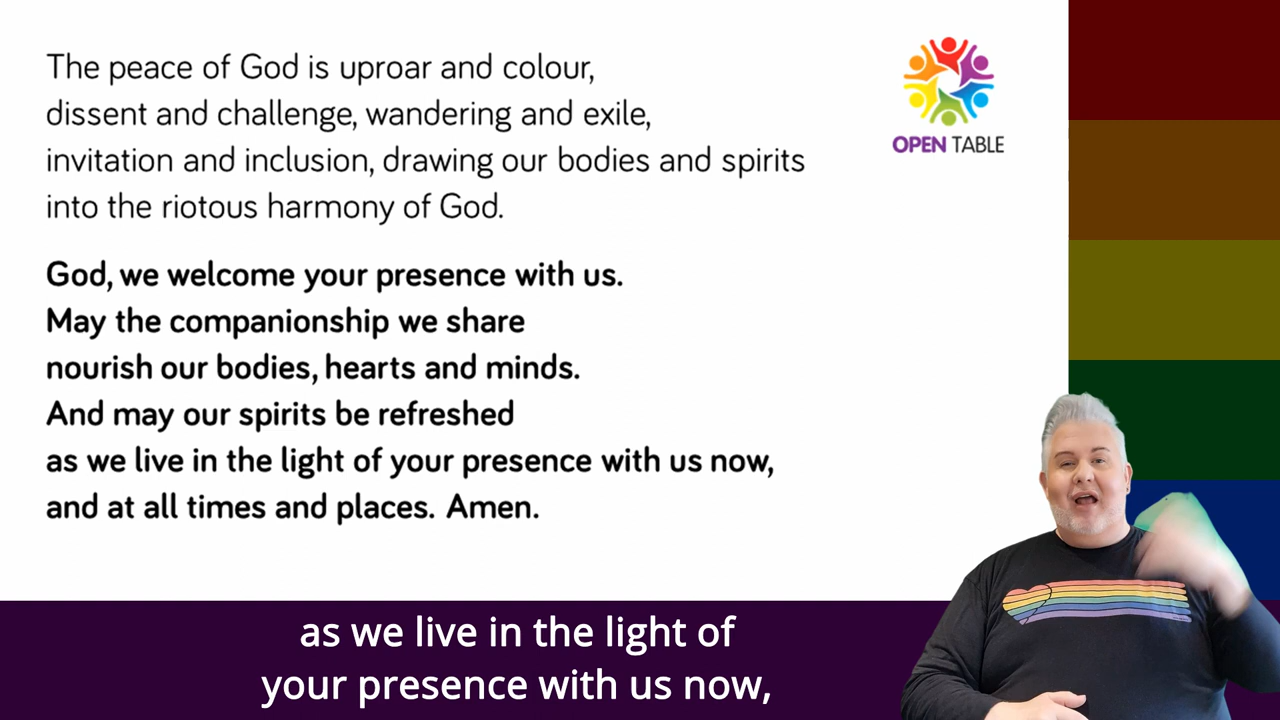 The peace of God is uproar and colour,
dissent and challenge, wandering and exile,
invitation and inclusion, drawing our bodies and spirits
into the riotous harmony of God.
God, we welcome your presence with us.
May the companionship we share
nourish our bodies, hearts and minds.
And may our spirits be refreshed
as we live in the light of your presence with us now,
and at all times and places. Amen.
OPEN TABLE
as we live in the light of
your presence with us now,